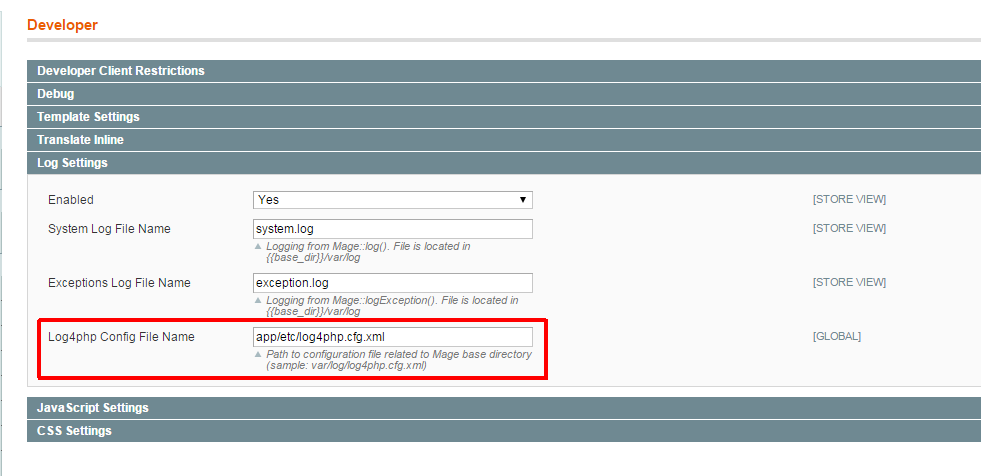 Developer
Developer Client Restrictions
Debug
Template Settings
Translate Inline
Log Settings
Enabled Yes [STORE VIEW]
System Log File Name system.log [STORE VIEW]
Logging from Mage::log(). File is located in
{{base_dir}}/var/log
Exceptions Log File Name exception.log [STORE VIEW]
Logging from Mage::logException(). File is located in
{{base_dir}}/var/log
Log4php Config File Name app/etc/log4php.cfg.xml [GLOBAL]
Path to configuration file related to Mage base directory
(sample: var/log/log4php.cfg.xml)
JavaScript Settings
CSS Settings